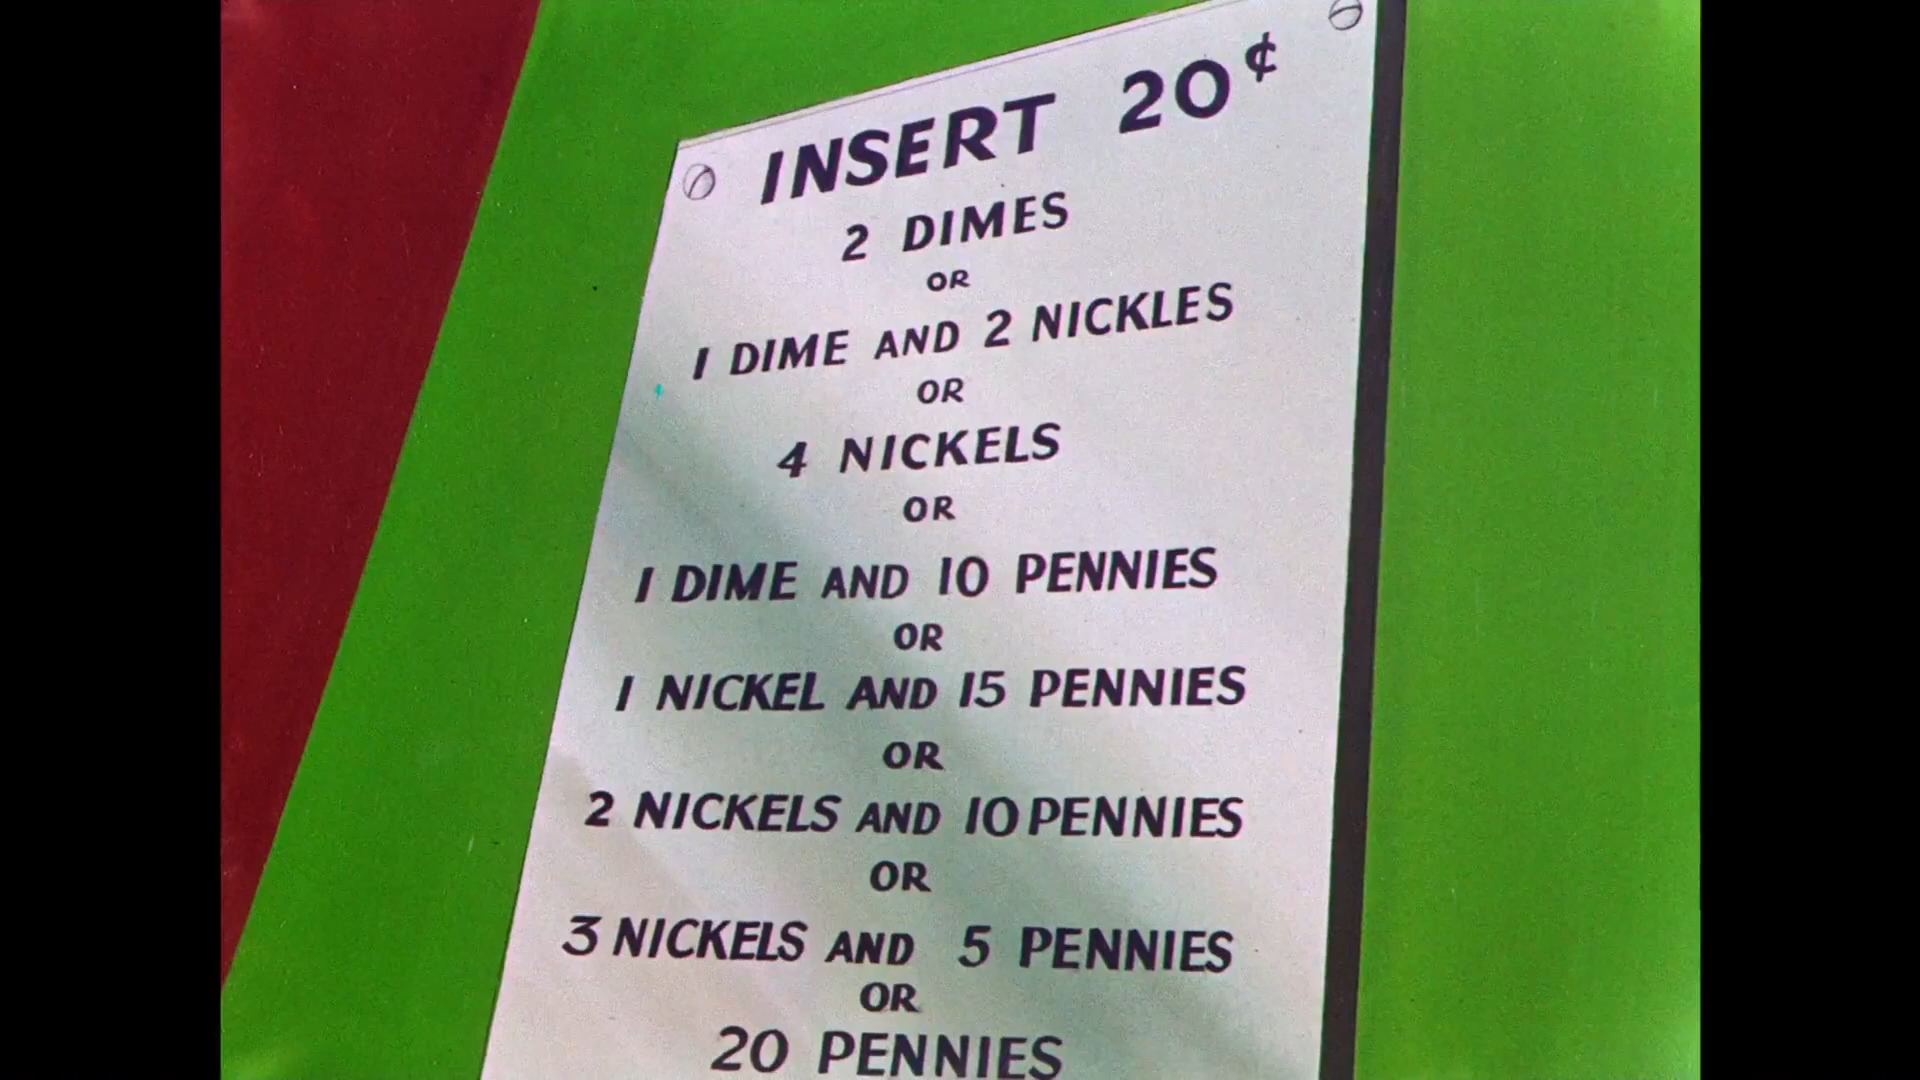 INSERT 20¢
2 DIMES
OR
1 DIME AND 2 NICKLES
OR
4 NICKELS
OR
1 DIME AND 10 PENNIES
OR
1 NICKEL AND 15 PENNIES
OR
2 NICKELS AND 10 PENNIES
OR
3 NICKELS AND 5 PENNIES
OR
20 PENNIES